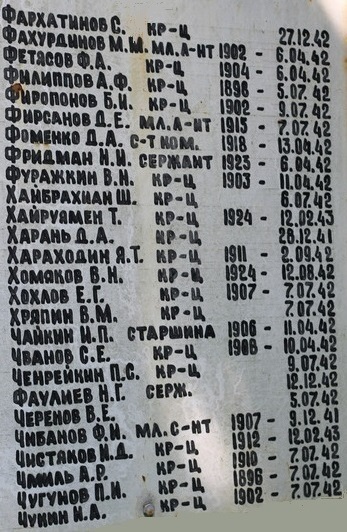 ФАРХАТИНОВ С. КР-Ц 27.12.42
ФАХУРДИНОВ М.М. МЛ.Л-НТ 1902 - 6.04.42
ФЕТЯСОВ Ф.А. КР-Ц 1904 - 6.04.42
ФИЛИППОВ А.Ф. КР-Ц 1898 - 5.07.42
ФИРОПОНОВ Б.И. КР-Ц 1902 - 9.07.42
ФИРСАНОВ Д.Е. МЛ.Л-НТ 1915 - 7.07.42
ФОМЕНКО Д.А. С-Т КОМ. 1918 - 13.04.42
ФРИДМАН Н.И. СЕРЖАНТ 1923 - 6.04.42
ФУРАЖКИН В.Н. КР-Ц 1903 - 11.04.42
ХАЙБРАХИАН Ш. КР-Ц 6.07.42
ХАЙРУЯМЕН Т. КР-Ц 1924 - 12.02.43
ХАРАНЬ Д.А. КР-Ц 28.12.41
ХАРАХОДИН Я.Т. КР-Ц 1911 - 2.09.42
ХОМЯКОВ В.Н. КР-Ц 1924 - 12.08.42
ХОХЛОВ Е.Г. КР-Ц 1907 - 7.07.42
ХРЯПИН В.М. КР-Ц 7.07.42
ЧАЙКИН И.П. СТАРШИНА 1906 - 11.04.42
ЧВАНОВ С.Е. КР-Ц 1908 - 10.04.42
ЧЕНРЕЙКИН П.С. КР-Ц 9.07.42
ФАУЛИЕВ Н.Г. СЕРЖ. 12.12.42
ЧЕРЕНОВ В.Е. 5.07.42
ЧИБАНОВ Ф.И. МЛ.С-НТ 1907 - 9.12.41
ЧИСТЯКОВ И.Д. КР-Ц 1912 - 12.02.43
ЧМИЛЬ А.Р. КР-Ц 1910 - 7.07.42
ЧУГУНОВ П.И. КР-Ц 1896 - 7.07.42
ЧУКИН И.А. КР-Ц 1902 - 7.07.42